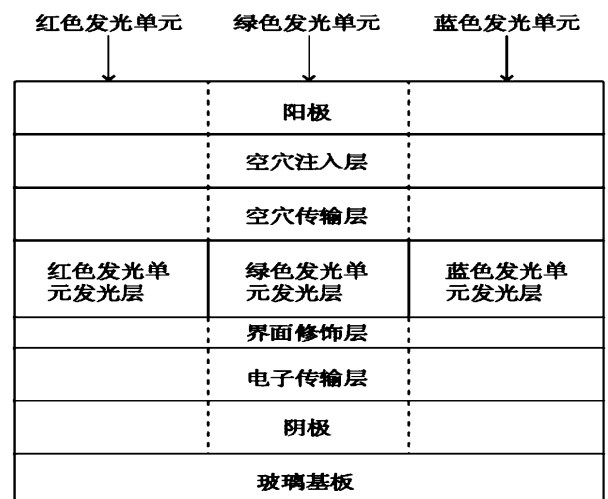 红色发光单元 绿色发光单元 蓝色发光单元
阳极
空穴注入层
空穴传输层
红色发光单 绿色发光单 蓝色发光单
元发光层 元发光层 元发光层
界面修饰层
电子传输层
阴极
玻璃基板